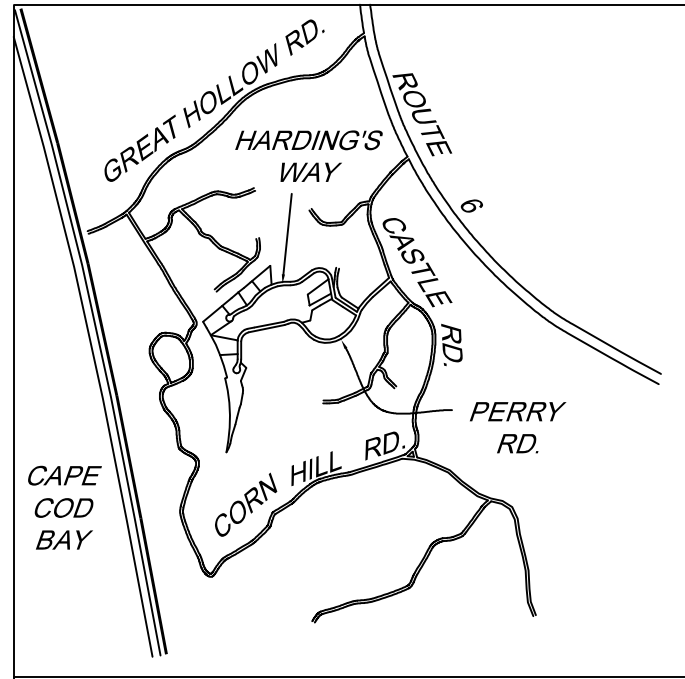 GREAT HOLLOW RD.
ROUTE
6
HARDING'S
WAY
CASTLE RD.
PERRY
RD.
CORN HILL RD.
CAPE
COD
BAY